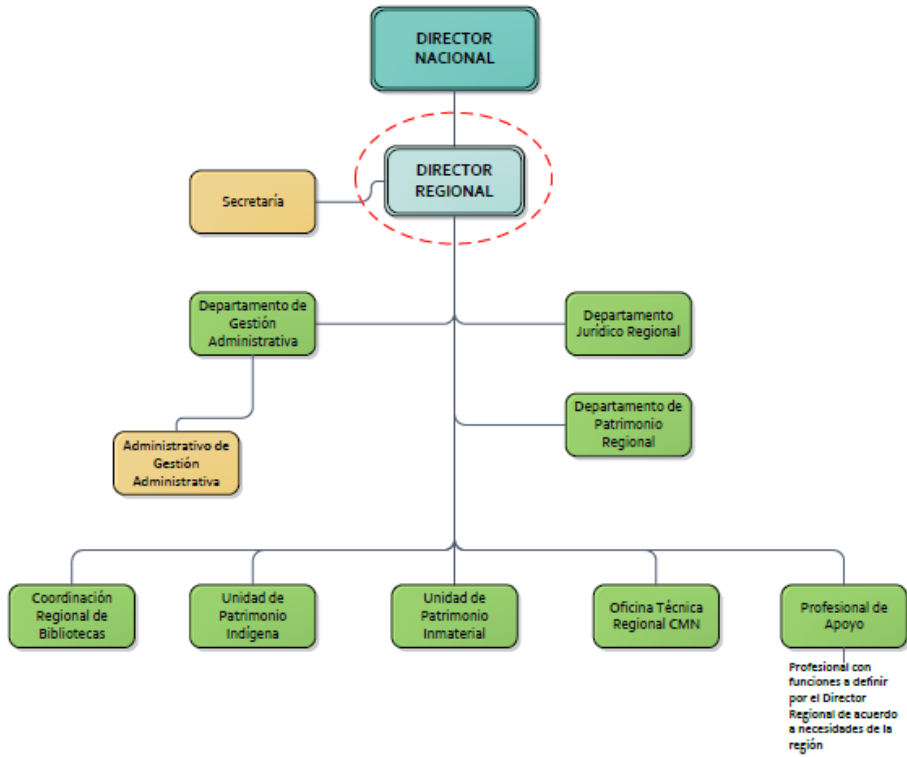 DIRECTOR
NACIONAL
DIRECTOR
REGIONAL
Secretaría
Departamento de
Gestión
Administrativa
Departamento
Jurídico Regional
Departamento de
Patrimonio
Regional
Administrativo de
Gestión
Administrativa
Coordinación
Regional de
Bibliotecas
Unidad de
Patrimonio
Indígena
Unidad de
Patrimonio
Inmaterial
Oficina Técnica
Regional CMN
Profesional de
Apoyo
Profesional con
funciones a definir
por el Director
Regional de acuerdo
a necesidades de la
región